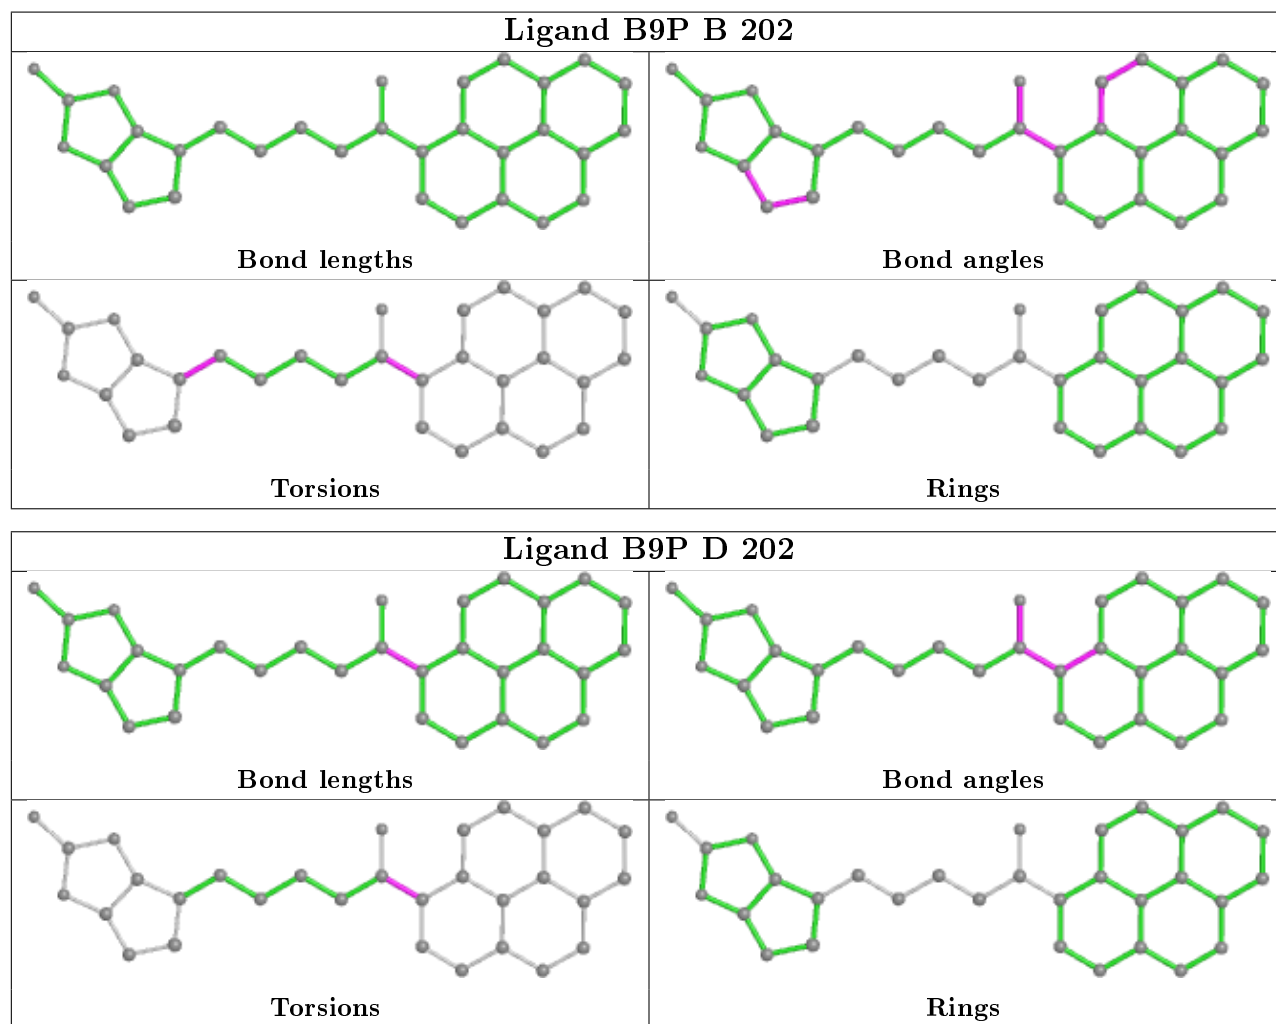 Ligand B9P B 202
Bond lengths
Bond angles
Torsions
Rings
Ligand B9P D 202
Bond lengths
Bond angles
Torsions
Rings